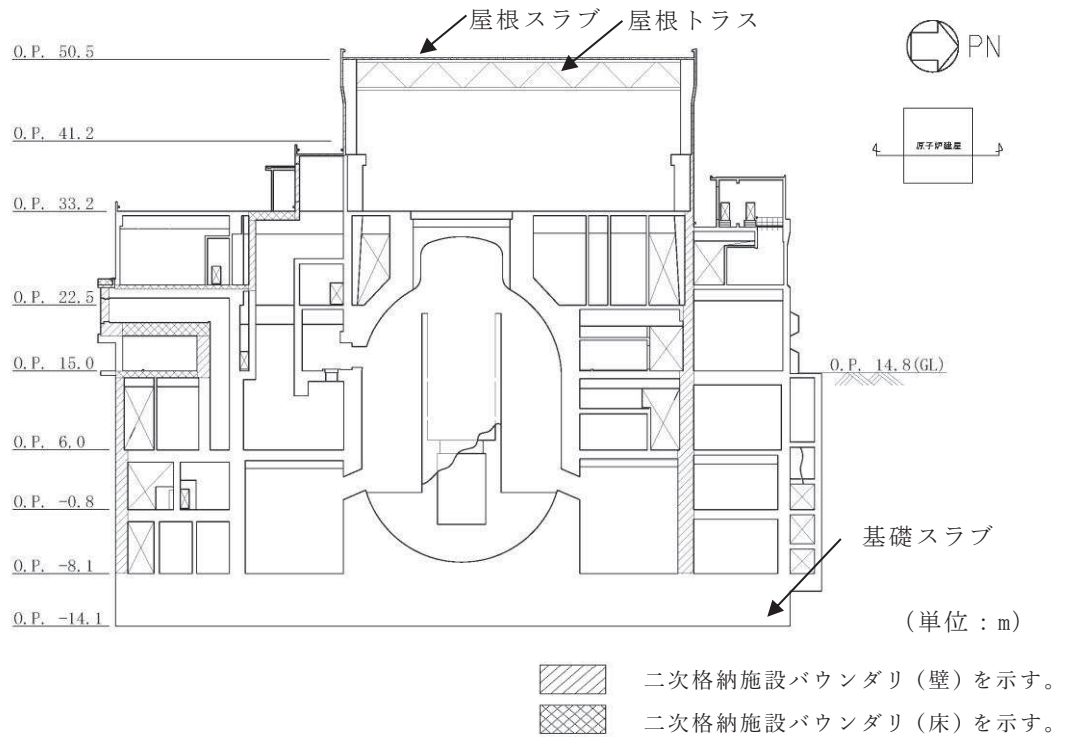 屋根スラブ
屋根トラス
PN
O.P. 50.5
O.P. 41.2
原子炉建屋
O.P. 33.2
O.P. 22.5
O.P. 15.0
O.P. 14.8(GL)
O.P. 6.0
O.P. -0.8
基礎スラブ
O.P. -8.1
O.P. -14.1
(単位:m)
二次格納施設バウンダリ(壁)を示す。
二次格納施設バウンダリ(床)を示す。